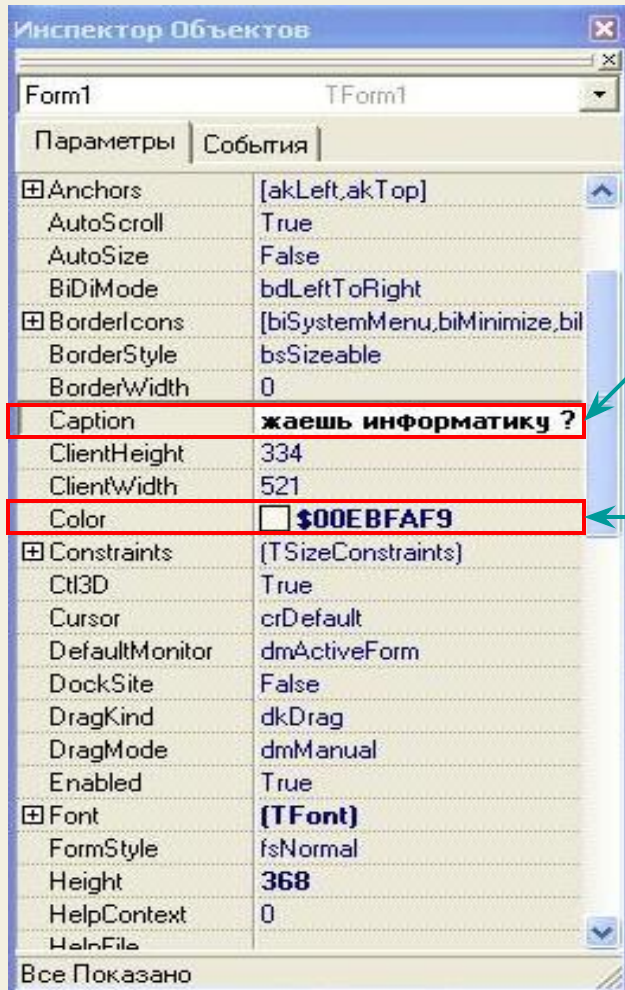 Инспектор Объектов
Form1 TForm1
Параметры События
Anchors [akLeft,akTop]
AutoScroll True
AutoSize False
BiDiMode bdLeftToRight
BorderIcons [biSystemMenu,biMinimize,biI
BorderStyle bsSizeable
BorderWidth 0
Caption жаешь информатику ?
ClientHeight 334
ClientWidth 521
Color $00EBFAF9
Constraints (TSizeConstraints)
Ctl3D True
Cursor crDefault
DefaultMonitor dmActiveForm
DockSite False
DragKind dkDrag
DragMode dmManual
Enabled True
Font (TFont)
FormStyle fsNormal
Height 368
HelpContext 0
HelpFile
Все Показано